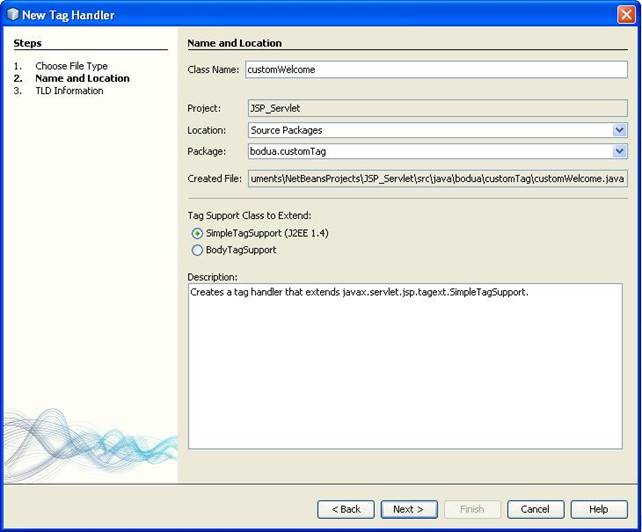 New Tag Handler
Steps
1. Choose File Type
2. Name and Location
3. TLD Information
Name and Location
Class Name: customWelcome
Project: JSP_Servlet
Location: Source Packages
Package: bodua.customTag
Created File: uments\NetBeansProjects\JSP_Servlet\src\java\bodua\customTag\customWelcome.java
Tag Support Class to Extend:
SimpleTagSupport (J2EE 1.4)
BodyTagSupport
Description:
Creates a tag handler that extends javax.servlet.jsp.tagext.SimpleTagSupport.
< Back Next > Finish Cancel Help